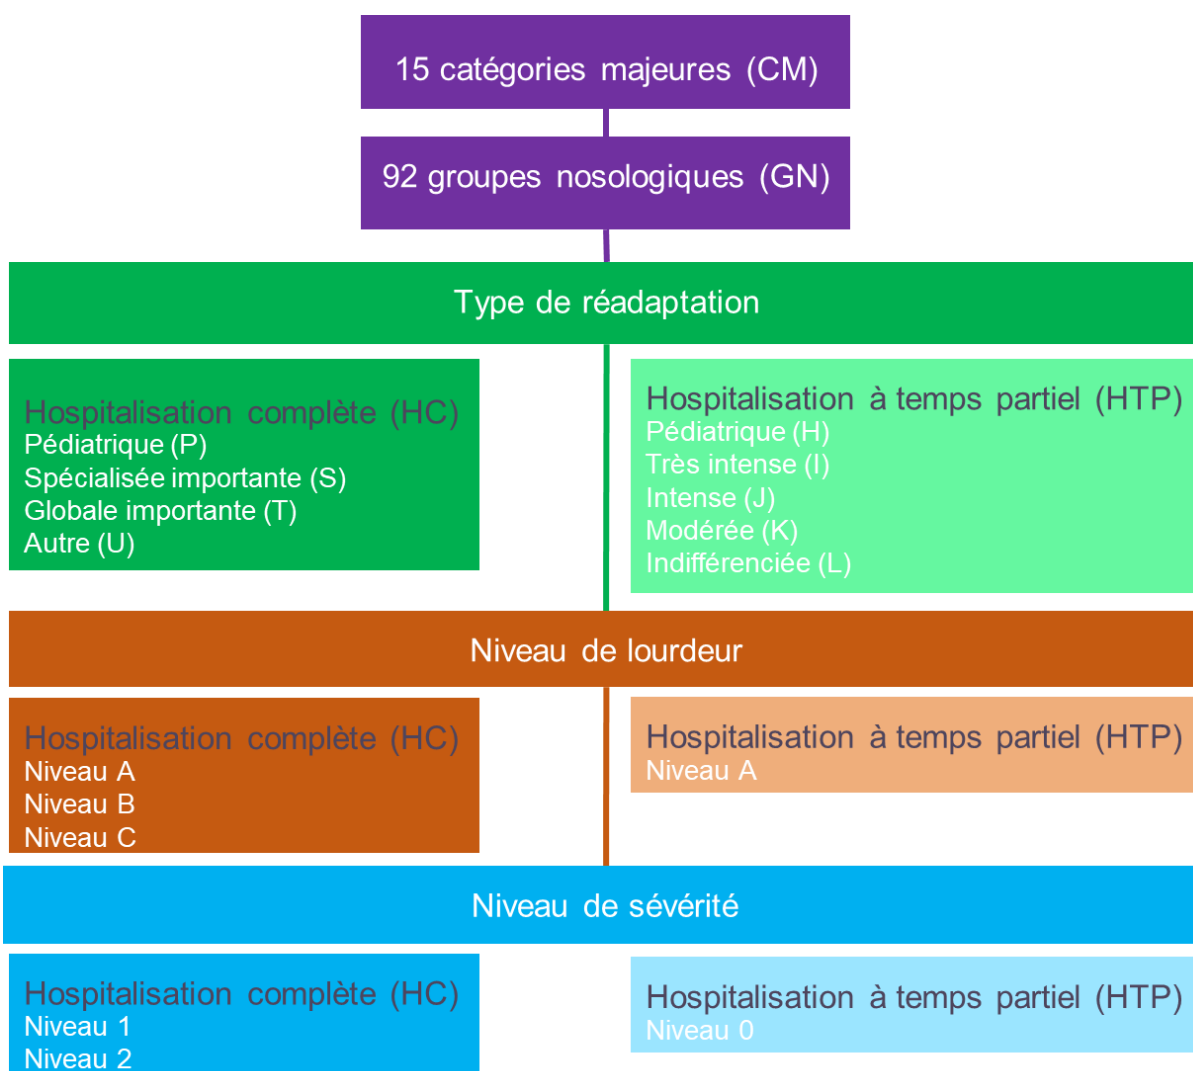 15 catégories majeures (CM)
92 groupes nosologiques (GN)
Type de réadaptation
Hospitalisation complète (HC)
Pédiatrique (P)
Spécialisée importante (S)
Globale importante (T)
Autre (U)
Hospitalisation à temps partiel (HTP)
Pédiatrique (H)
Très intense (I)
Intense (J)
Modérée (K)
Indifférenciée (L)
Niveau de lourdeur
Hospitalisation complète (HC)
Niveau A
Niveau B
Niveau C
Hospitalisation à temps partiel (HTP)
Niveau A
Niveau de sévérité
Hospitalisation complète (HC)
Niveau 1
Niveau 2
Hospitalisation à temps partiel (HTP)
Niveau 0